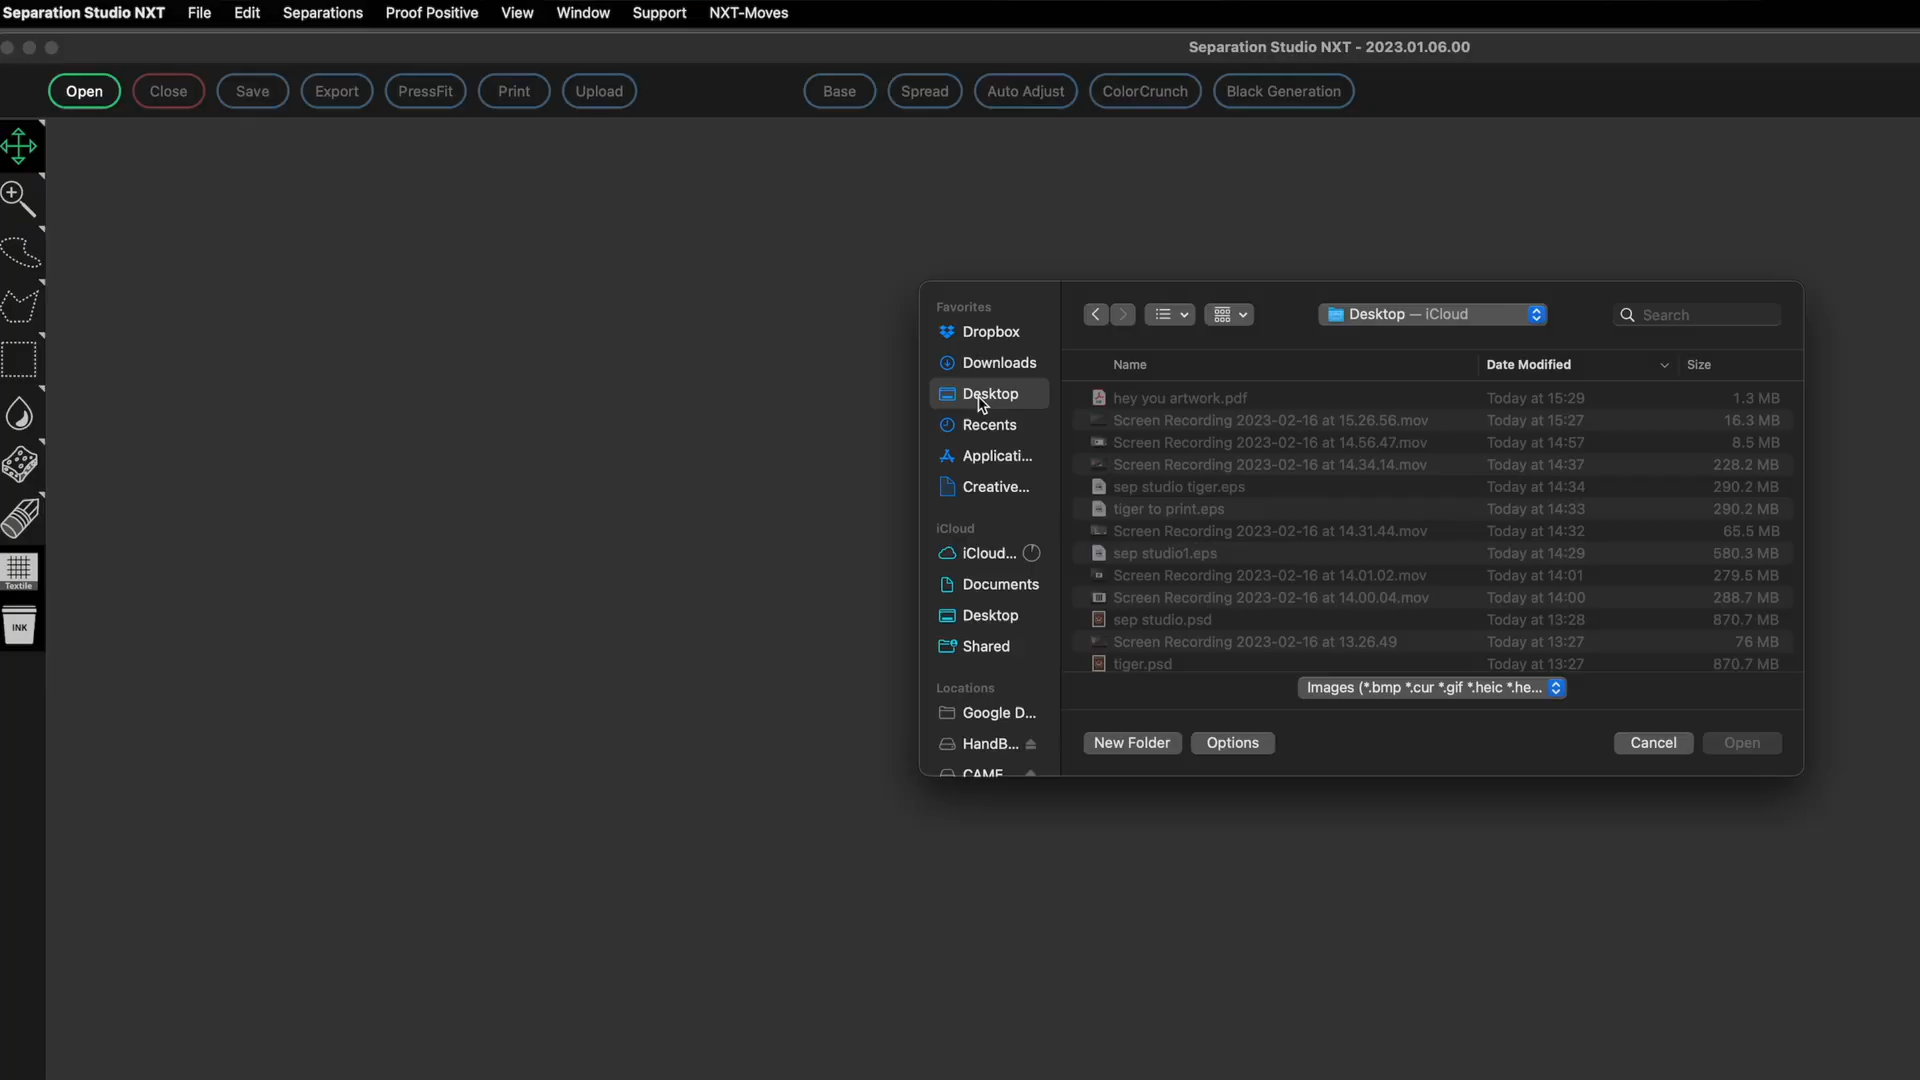 Separation Studio NXT File Edit Separations Proof Positive View Window Support NXT-Moves
Separation Studio NXT - 2023.01.06.00
Open Close Save Export PressFit Print Upload Base Spread Auto Adjust ColorCrunch Black Generation
Textile
INK
Favorites
Dropbox
Downloads
Desktop
Recents
Applicati...
Creative...
iCloud
iCloud...
Documents
Desktop
Shared
Locations
Google D...
HandB...
CAME
Desktop — iCloud
Search
Name Date Modified Size
hey you artwork.pdf Today at 15:29 1.3 MB
Screen Recording 2023-02-16 at 15.26.56.mov Today at 15:27 16.3 MB
Screen Recording 2023-02-16 at 14.56.47.mov Today at 14:57 8.5 MB
Screen Recording 2023-02-16 at 14.34.14.mov Today at 14:37 228.2 MB
sep studio tiger.eps Today at 14:34 290.2 MB
tiger to print.eps Today at 14:33 290.2 MB
Screen Recording 2023-02-16 at 14.31.44.mov Today at 14:32 65.5 MB
sep studio1.eps Today at 14:29 580.3 MB
Screen Recording 2023-02-16 at 14.01.02.mov Today at 14:01 279.5 MB
Screen Recording 2023-02-16 at 14.00.04.mov Today at 14:00 288.7 MB
sep studio.psd Today at 13:28 870.7 MB
Screen Recording 2023-02-16 at 13.26.49 Today at 13:27 76 MB
tiger.psd Today at 13:27 870.7 MB
Images (*.bmp *.cur *.gif *.heic *.he...
New Folder Options Cancel Open